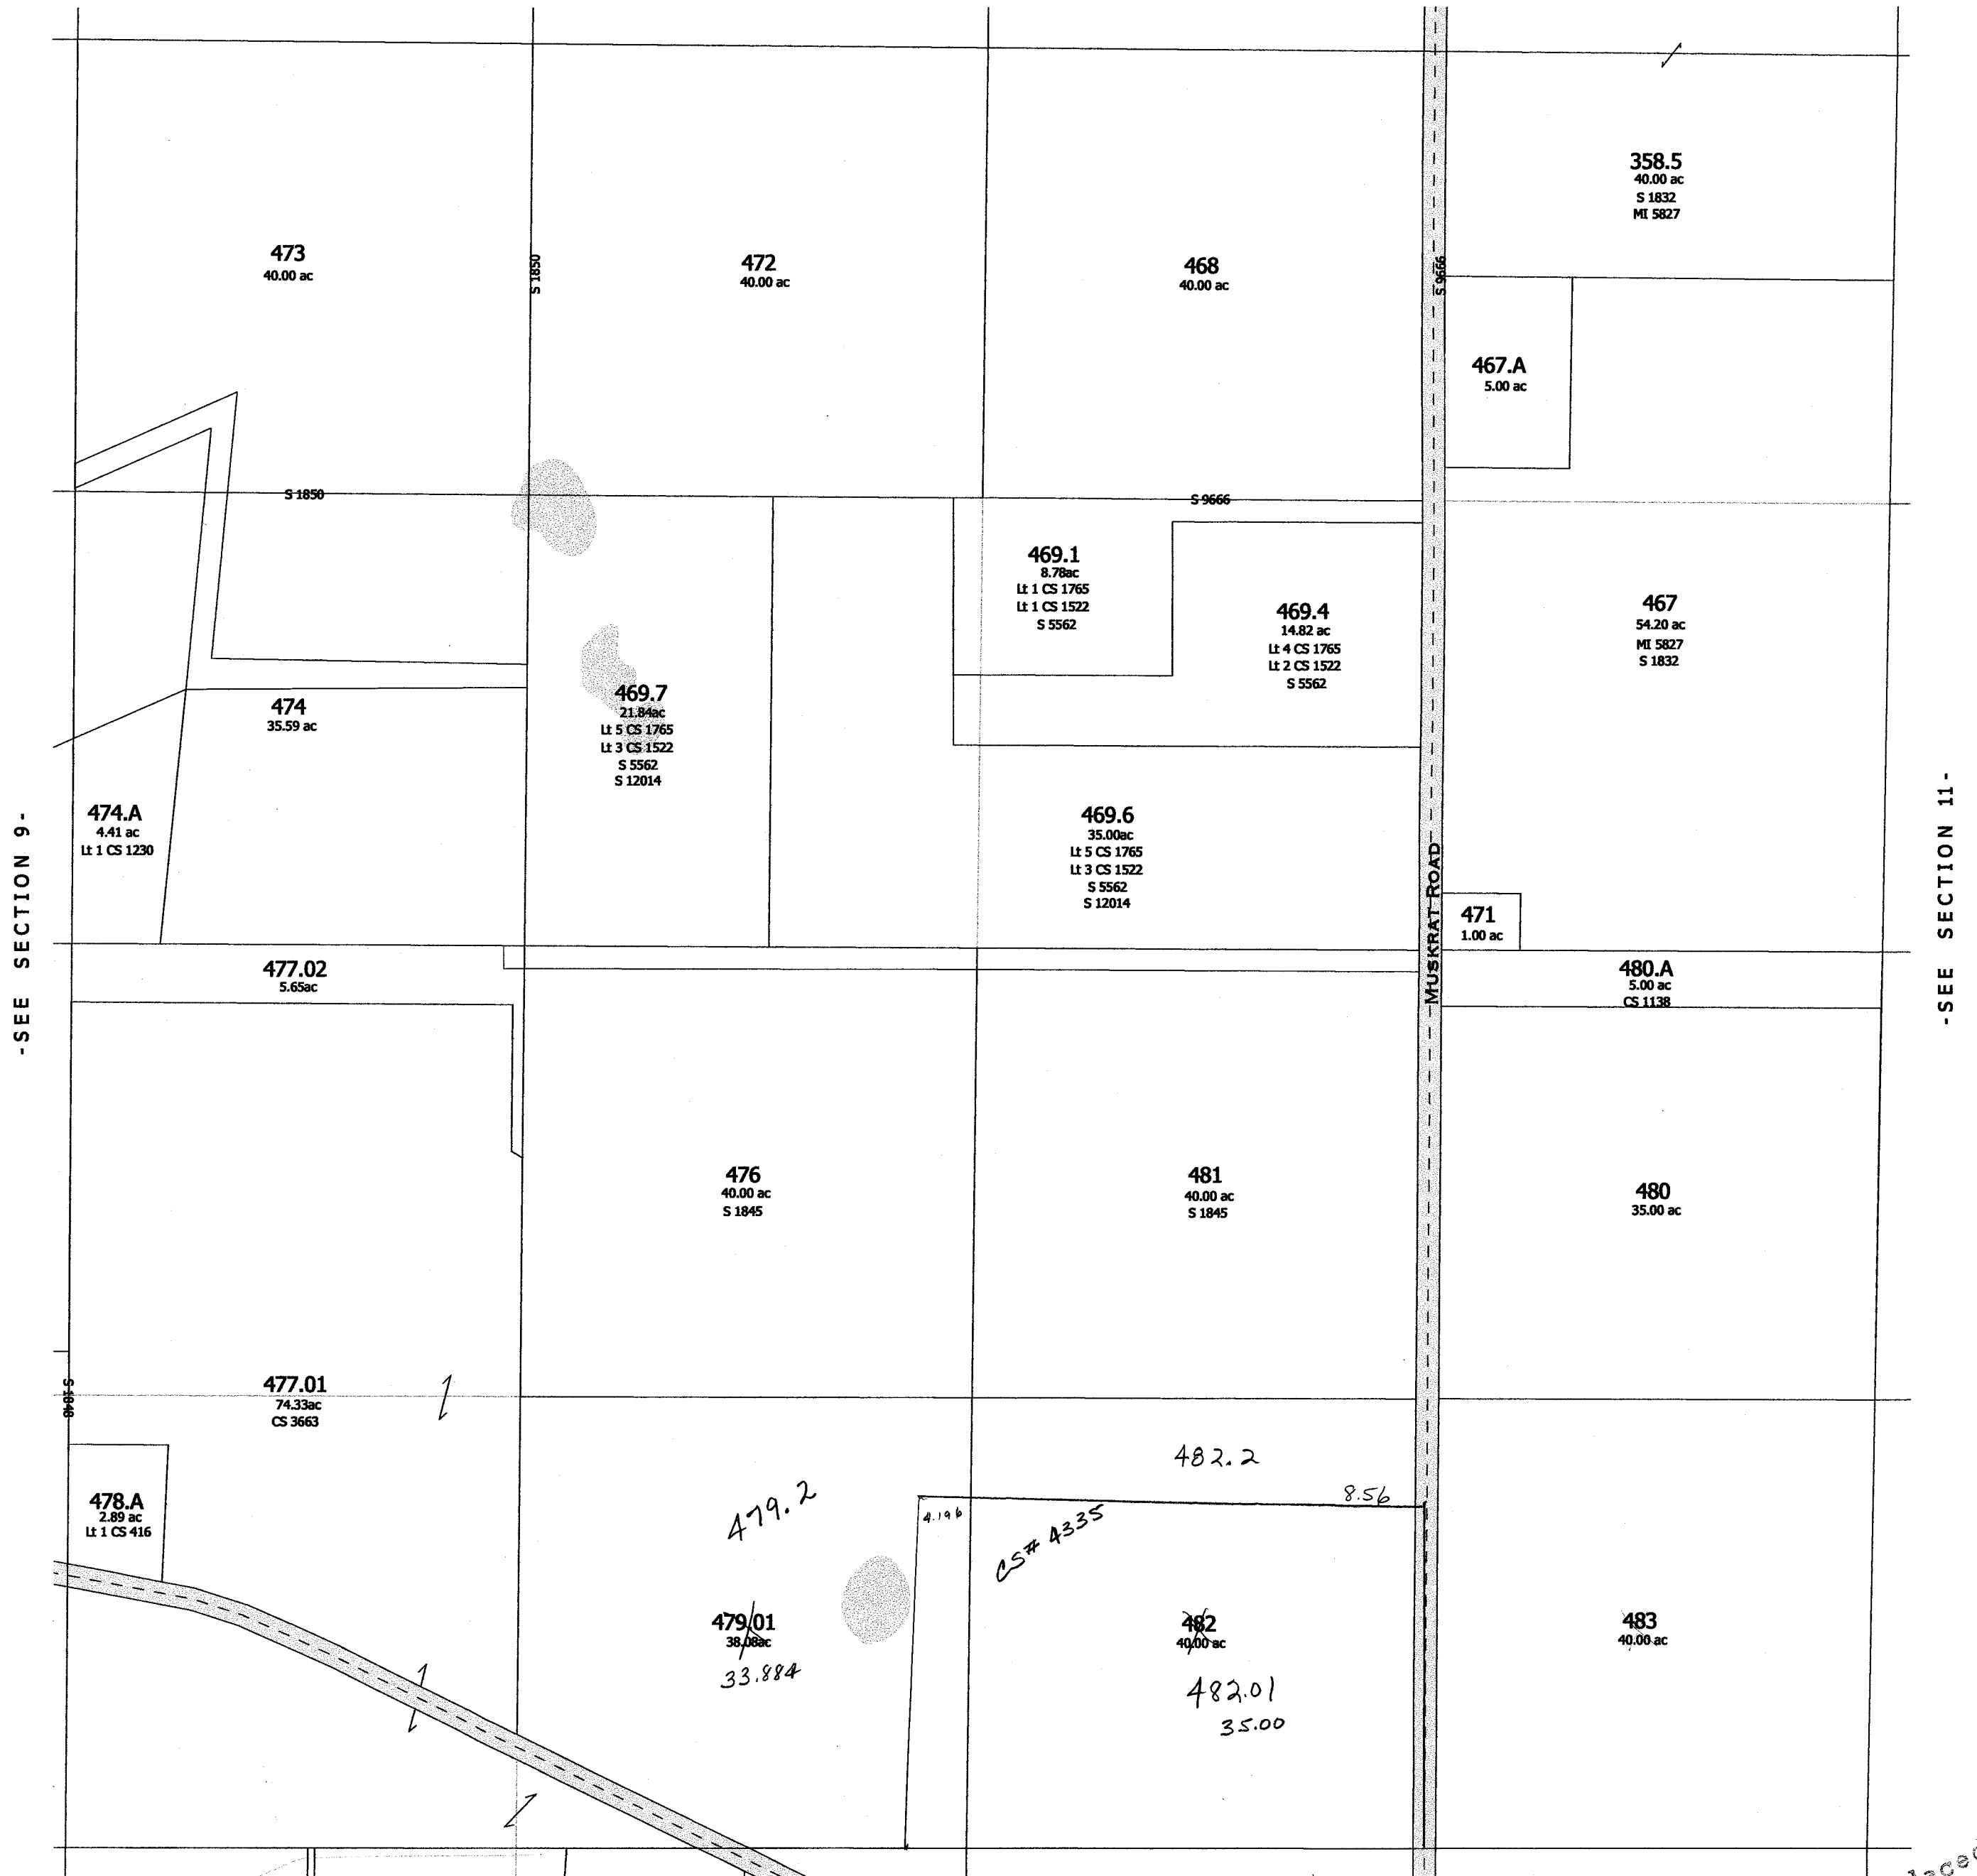 358.5
40.00 ac
S 1832
MI 5827
473
40.00 ac
S 1850
472
40.00 ac
468
40.00 ac
S 9666
467.A
5.00 ac
S 1850
S 9666
469.1
8.78ac
Lt 1 CS 1765
Lt 1 CS 1522
S 5562
469.4
14.82 ac
Lt 4 CS 1765
Lt 2 CS 1522
S 5562
467
54.20 ac
MI 5827
S 1832
474
35.59 ac
469.7
21.84ac
Lt 5 CS 1765
Lt 3 CS 1522
S 5562
S 12014
474.A
4.41 ac
Lt 1 CS 1230
469.6
35.00ac
Lt 5 CS 1765
Lt 3 CS 1522
S 5562
S 12014
-SEE SECTION 9-
MUSKRAT ROAD
-SEE SECTION 11-
471
1.00 ac
477.02
5.65ac
480.A
5.00 ac
CS 1138
476
40.00 ac
S 1845
481
40.00 ac
S 1845
480
35.00 ac
477.01
74.33ac
CS 3663
S 1848
482.2
8.56
479.2
4.196
CS# 4335
478.A
2.89 ac
Lt 1 CS 416
479.01
38.08ac
33.884
482
40.00 ac
482.01
35.00
483
40.00 ac